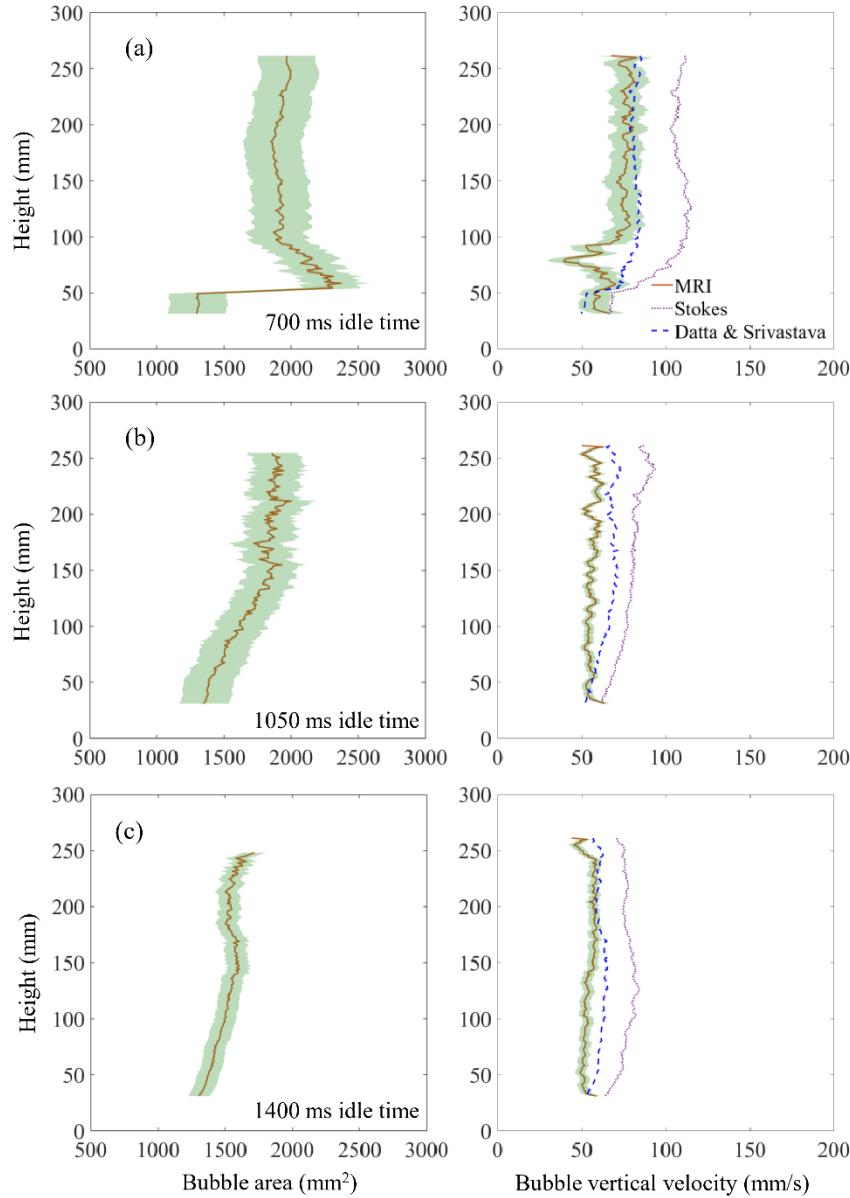 300
(a)
250
200
150
100
50
0
Height (mm)
700 ms idle time
500 1000 1500 2000 2500 3000
300
250
200
150
100
50
0
MRI
Stokes
Datta & Srivastava
0 50 100 150 200
300
(b)
250
200
150
100
50
0
Height (mm)
1050 ms idle time
500 1000 1500 2000 2500 3000
300
250
200
150
100
50
0
0 50 100 150 200
300
(c)
250
200
150
100
50
0
Height (mm)
1400 ms idle time
500 1000 1500 2000 2500 3000
Bubble area (mm²)
300
250
200
150
100
50
0
0 50 100 150 200
Bubble vertical velocity (mm/s)